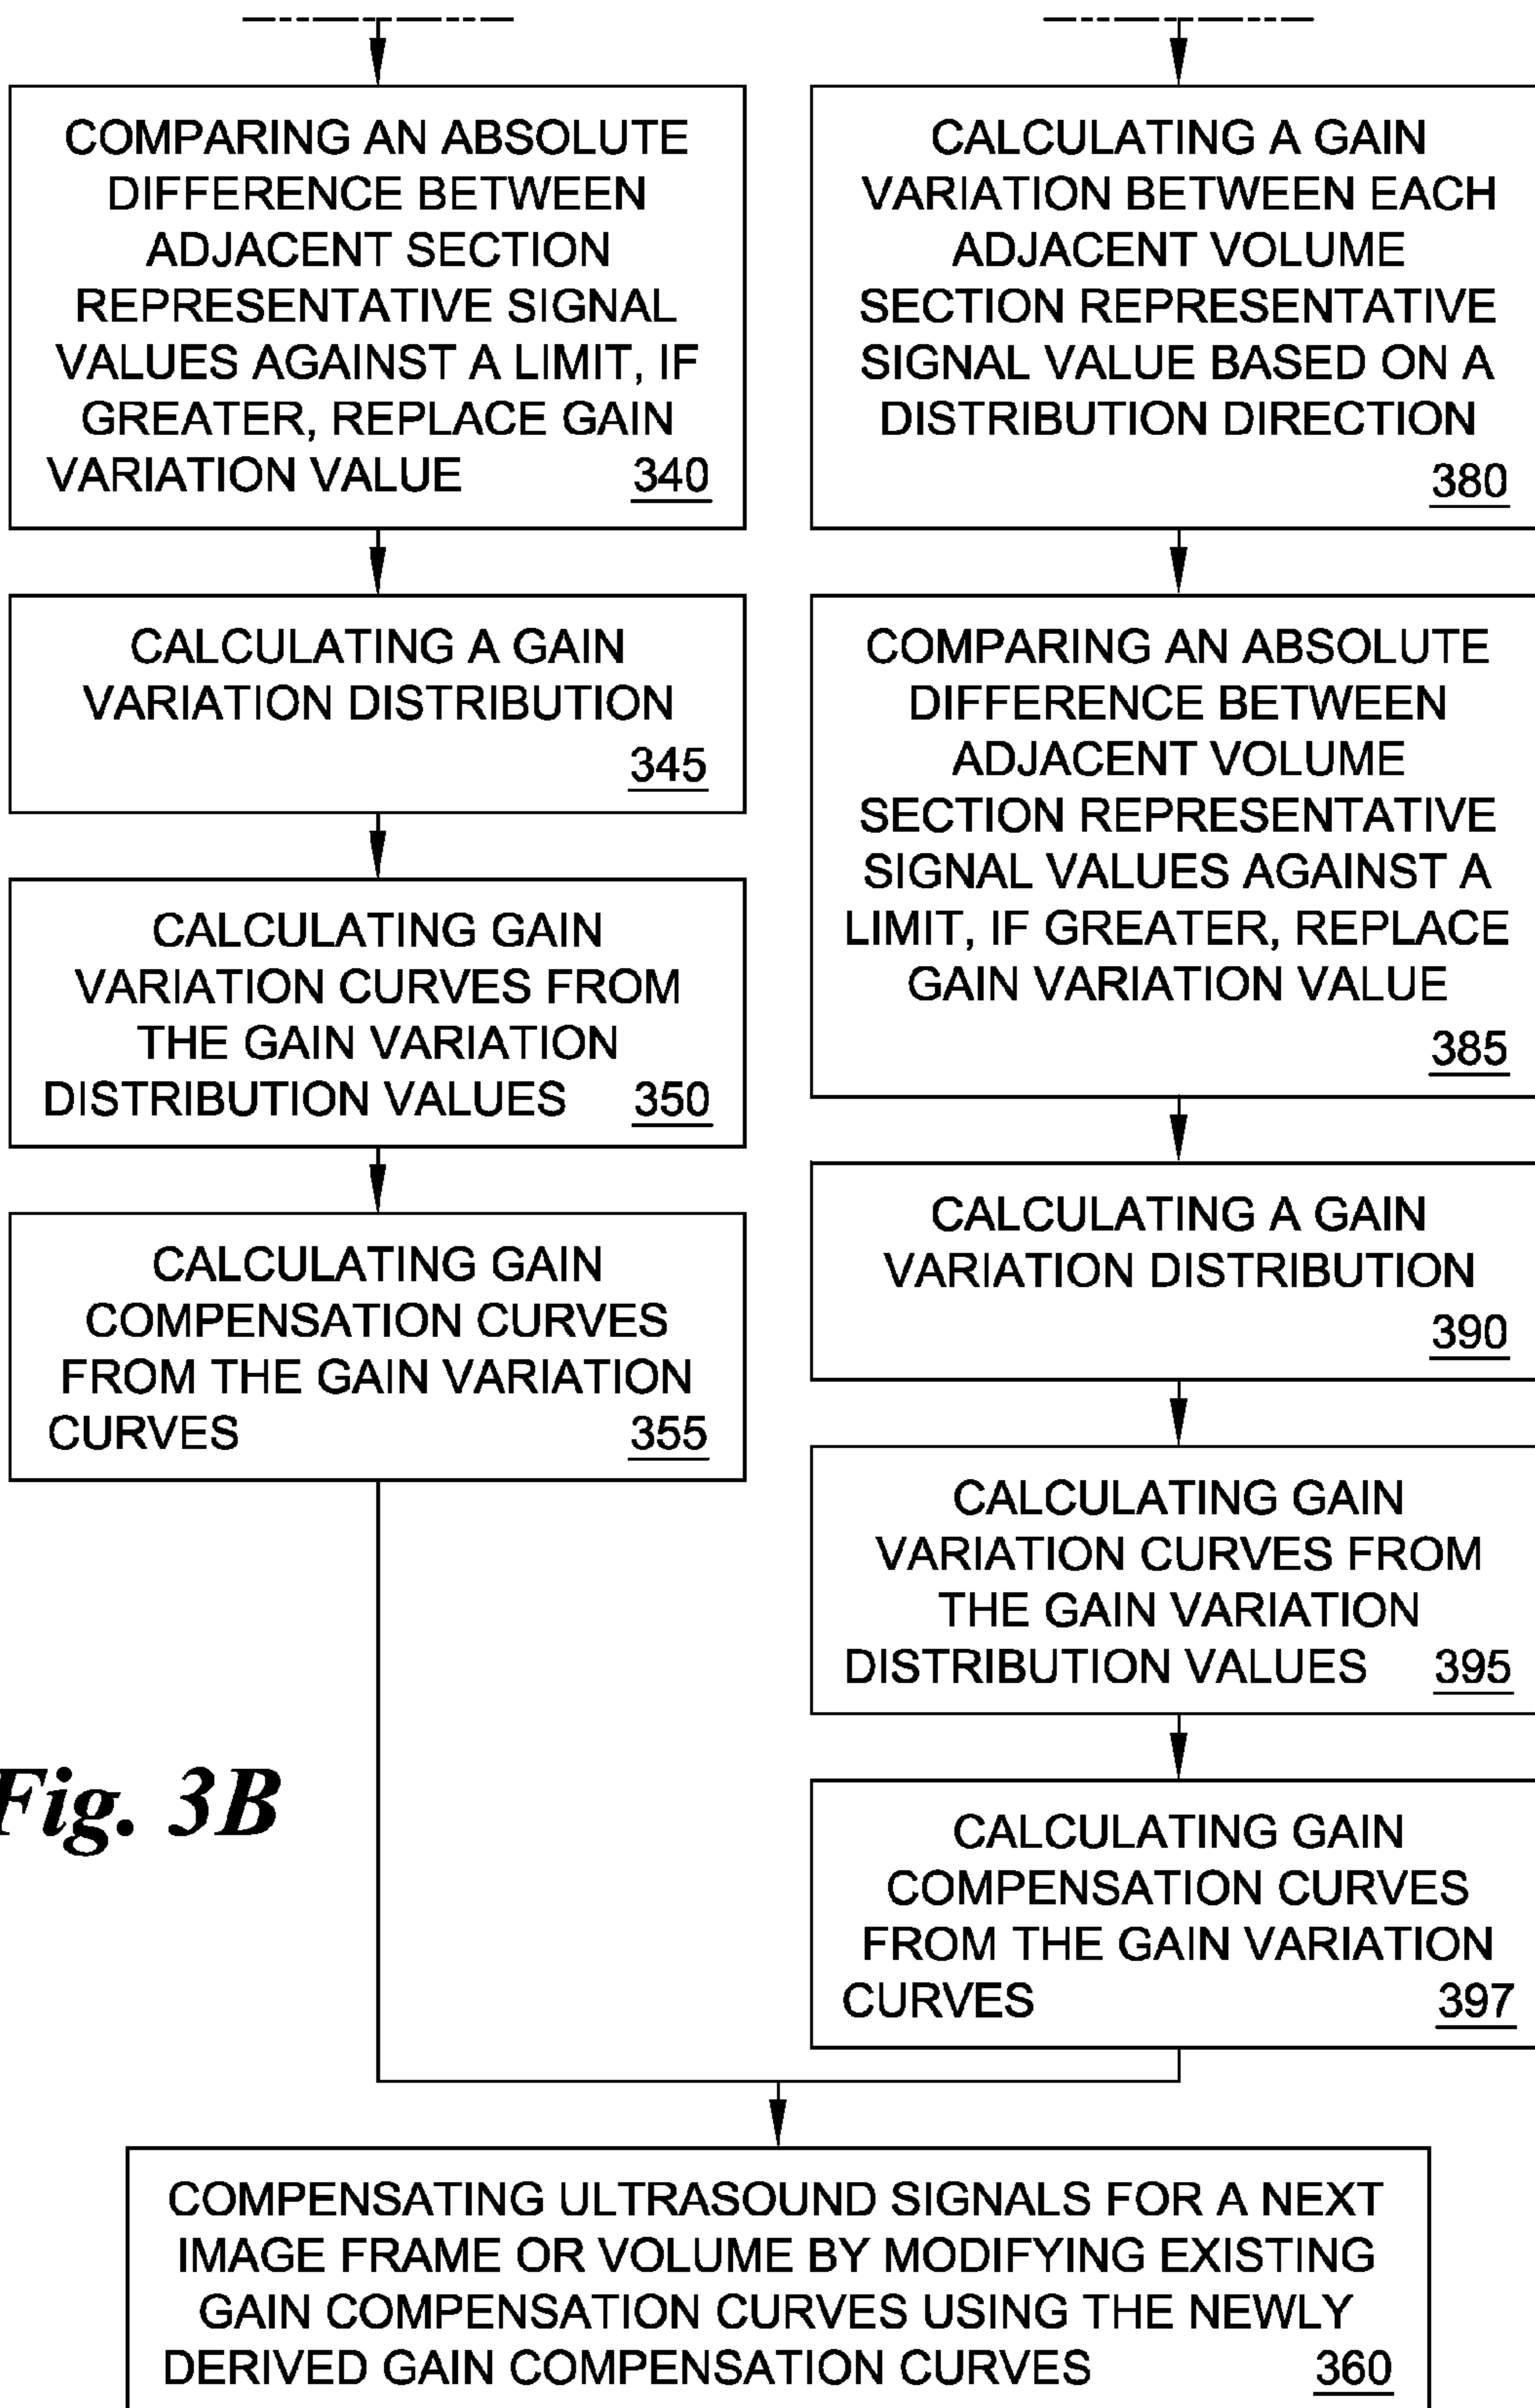 COMPARING AN ABSOLUTE
DIFFERENCE BETWEEN
ADJACENT SECTION
REPRESENTATIVE SIGNAL
VALUES AGAINST A LIMIT, IF
GREATER, REPLACE GAIN
VARIATION VALUE 340
CALCULATING A GAIN
VARIATION DISTRIBUTION
345
CALCULATING GAIN
VARIATION CURVES FROM
THE GAIN VARIATION
DISTRIBUTION VALUES 350
CALCULATING GAIN
COMPENSATION CURVES
FROM THE GAIN VARIATION
CURVES 355
CALCULATING A GAIN
VARIATION BETWEEN EACH
ADJACENT VOLUME
SECTION REPRESENTATIVE
SIGNAL VALUE BASED ON A
DISTRIBUTION DIRECTION
380
COMPARING AN ABSOLUTE
DIFFERENCE BETWEEN
ADJACENT VOLUME
SECTION REPRESENTATIVE
SIGNAL VALUES AGAINST A
LIMIT, IF GREATER, REPLACE
GAIN VARIATION VALUE
385
CALCULATING A GAIN
VARIATION DISTRIBUTION
390
CALCULATING GAIN
VARIATION CURVES FROM
THE GAIN VARIATION
DISTRIBUTION VALUES 395
CALCULATING GAIN
COMPENSATION CURVES
FROM THE GAIN VARIATION
CURVES 397
Fig. 3B
COMPENSATING ULTRASOUND SIGNALS FOR A NEXT
IMAGE FRAME OR VOLUME BY MODIFYING EXISTING
GAIN COMPENSATION CURVES USING THE NEWLY
DERIVED GAIN COMPENSATION CURVES 360